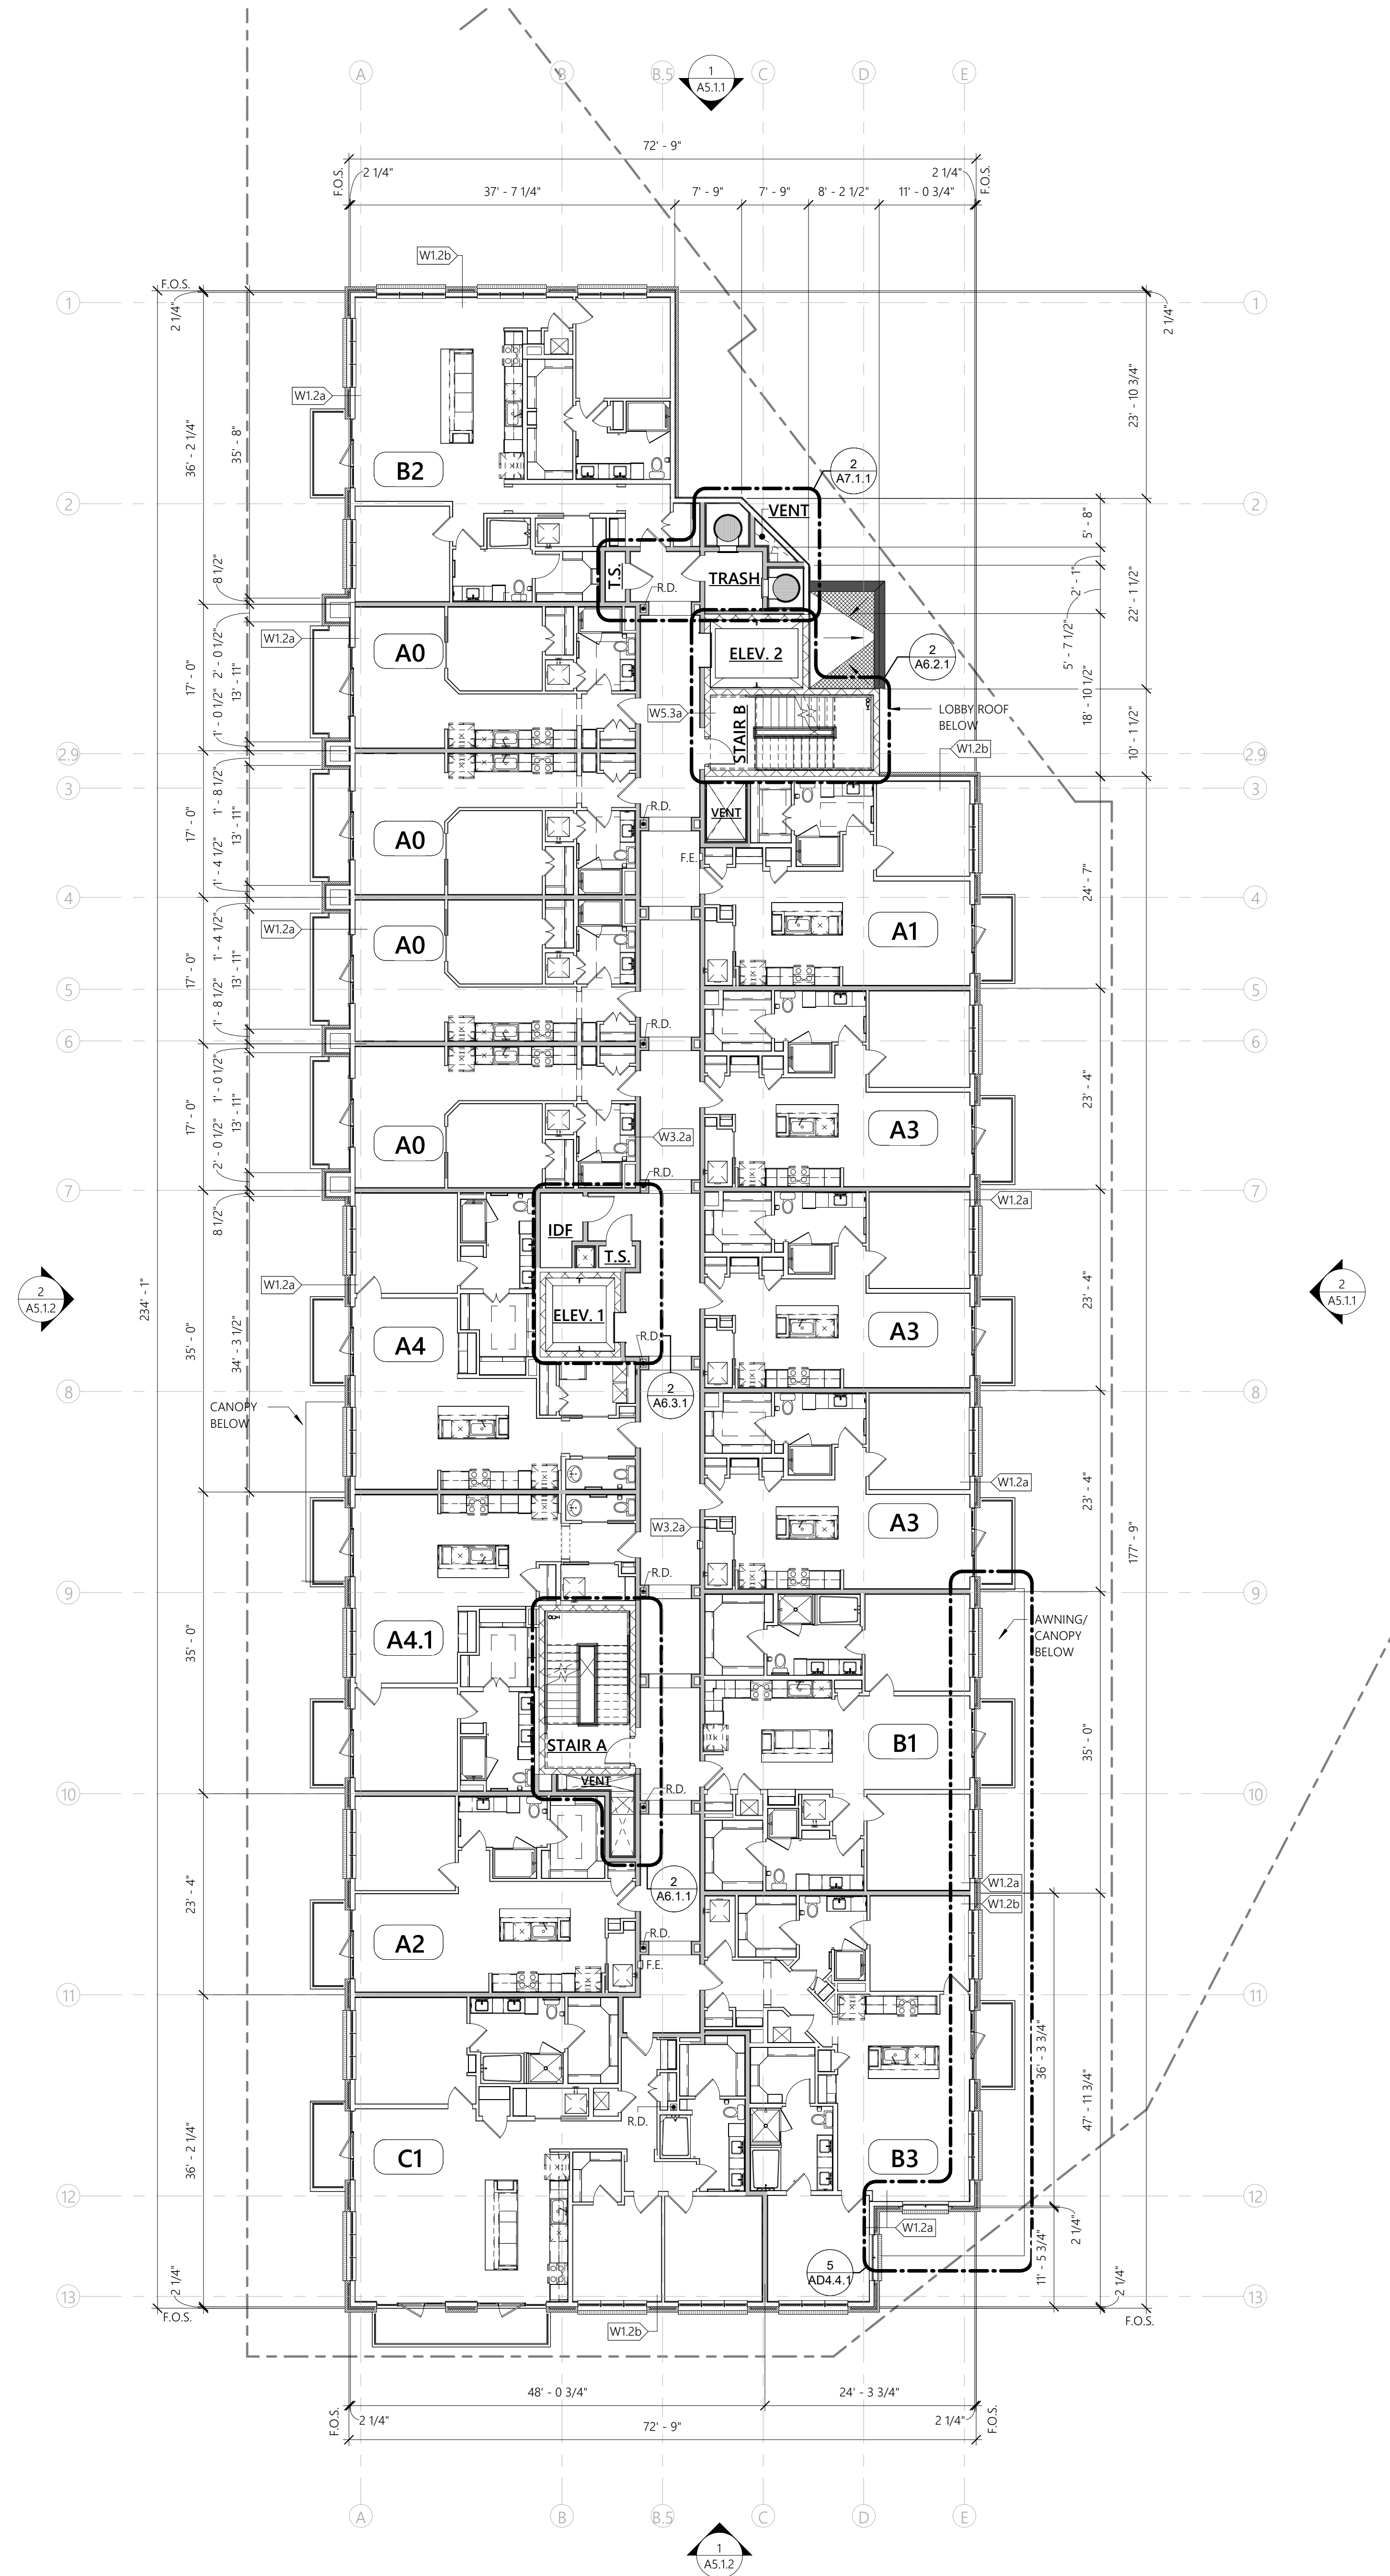 1
A5.1.1
A
B
B.5
C
D
E
72' - 9"
F.O.S.
2 1/4"
2 1/4"
F.O.S.
37' - 7 1/4"
7' - 9"
7' - 9"
8' - 2 1/2"
11' - 0 3/4"
W1.2b
F.O.S.
1
1
2 1/4"
2 1/4"
W1.2a
23' - 10 3/4"
36' - 2 1/4"
35' - 8"
B2
2
A7.1.1
2
VENT
2
5' - 8"
8 1/2"
T.S.
TRASH
R.D.
2' - 1"
22' - 1 1/2"
W1.2a
A0
ELEV. 2
2
A6.2.1
5' - 7 1/2"
17' - 0"
2' - 0 1/2"
13' - 11"
1' - 0 1/2"
W5.3a
STAIR B
LOBBY ROOF
BELOW
18' - 10 1/2"
10' - 1 1/2"
W1.2b
2.9
2.9
3
3
1' - 8 1/2"
R.D.
VENT
17' - 0"
13' - 11"
A0
F.E.
1' - 4 1/2"
24' - 7"
4
4
W1.2a
A0
A1
1' - 4 1/2"
17' - 0"
13' - 11"
5
5
1' - 8 1/2"
R.D.
6
6
1' - 0 1/2"
23' - 4"
17' - 0"
13' - 11"
A0
W3.2a
A3
2' - 0 1/2"
R.D.
7
7
8 1/2"
W1.2a
IDF
T.S.
2
A5.1.2
W1.2a
234' - 1"
ELEV. 1
23' - 4"
2
A5.1.1
35' - 0"
34' - 3 1/2"
A4
R.D.
A3
8
2
A6.3.1
8
CANOPY
BELOW
W1.2a
23' - 4"
A3
W3.2a
177' - 9"
R.D.
9
9
A4.1
AWNING/
CANOPY
BELOW
35' - 0"
STAIR A
B1
35' - 0"
VENT
R.D.
10
10
2
A6.1.1
W1.2a
W1.2b
23' - 4"
A2
R.D.
F.E.
11
11
36' - 3 3/4"
47' - 11 3/4"
R.D.
36' - 2 1/4"
C1
B3
12
12
W1.2a
2 1/4"
11' - 5 3/4"
5
AD4.4.1
2 1/4"
2 1/4"
13
13
F.O.S.
F.O.S.
W1.2b
48' - 0 3/4"
24' - 3 3/4"
F.O.S.
2 1/4"
72' - 9"
2 1/4"
F.O.S.
A
B
B.5
C
D
E
1
A5.1.2